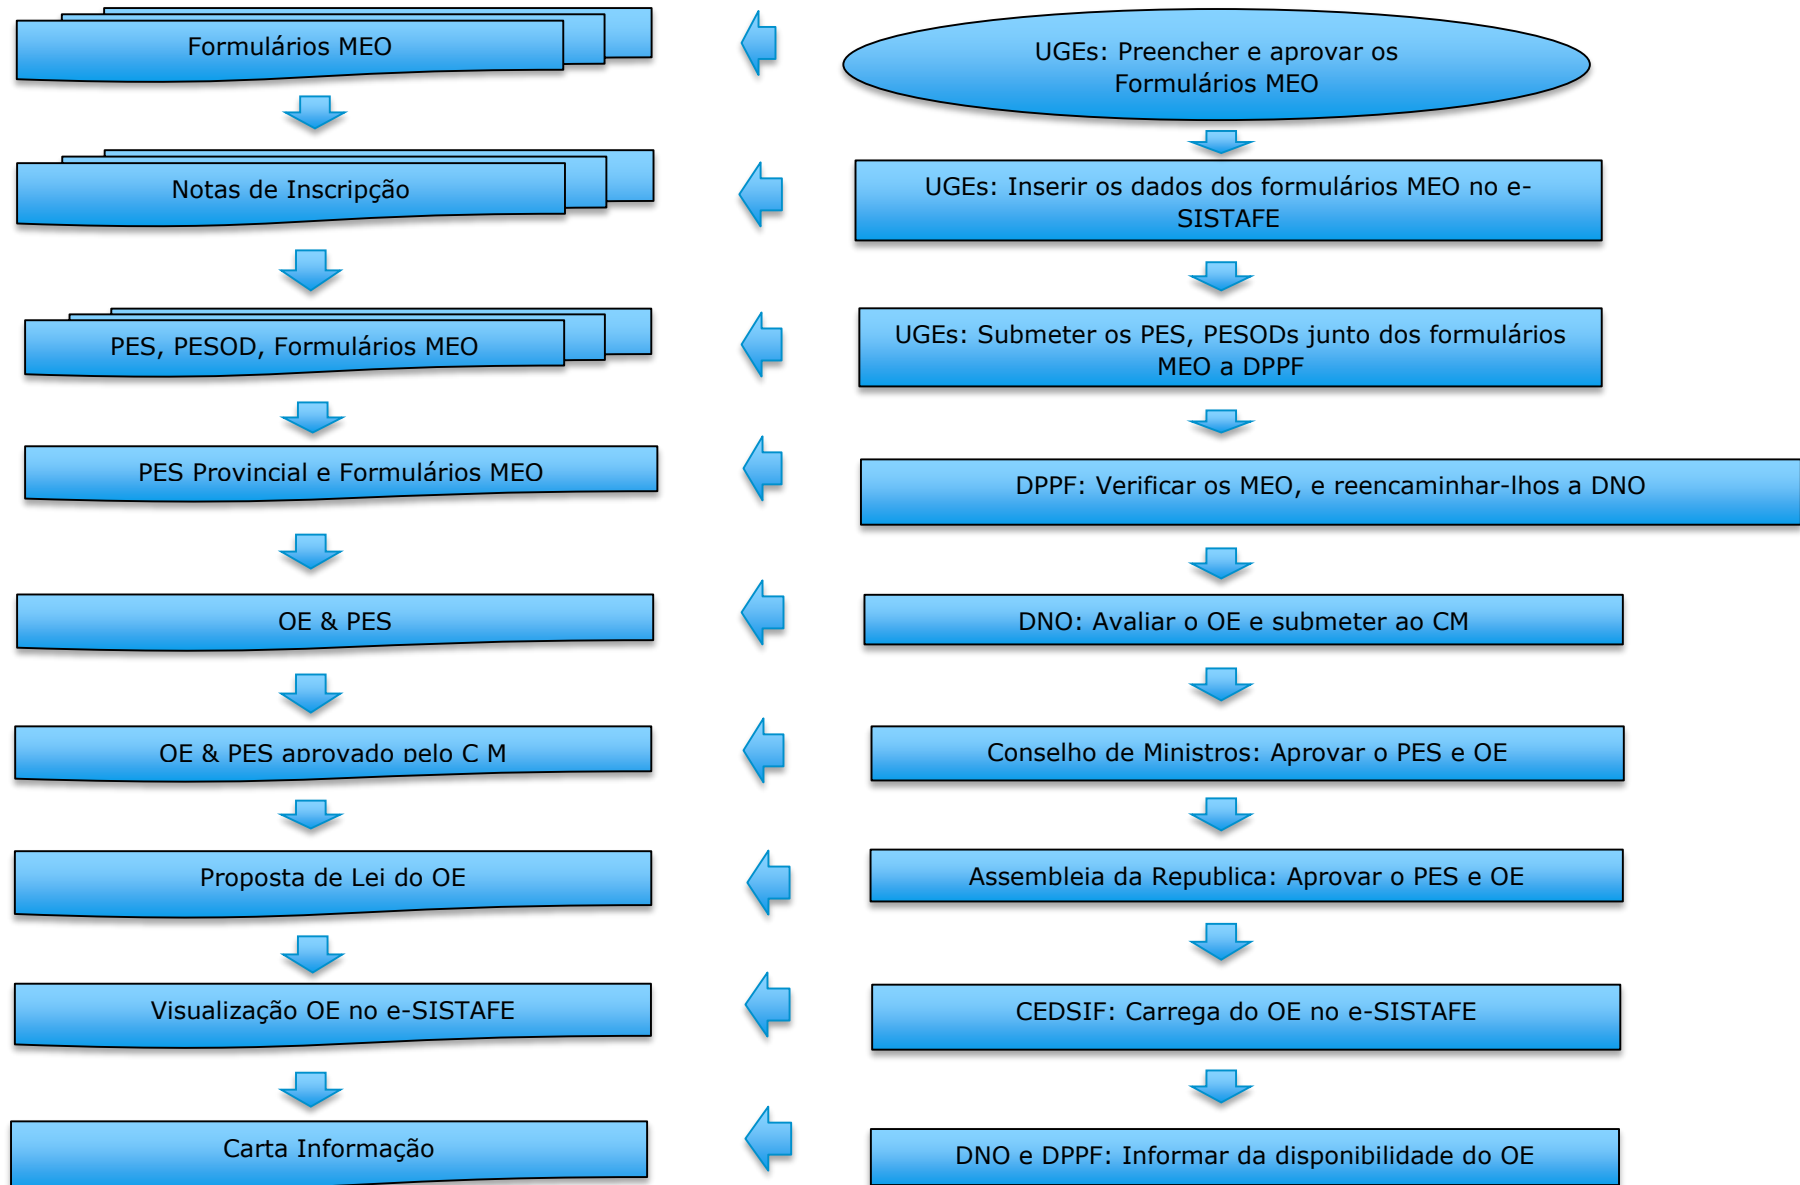 Formulários MEO
UGEs: Preencher e aprovar os
Formulários MEO
Notas de Inscripção
UGEs: Inserir os dados dos formulários MEO no e-
SISTAFE
PES, PESOD, Formulários MEO
UGEs: Submeter os PES, PESODs junto dos formulários
MEO a DPPF
PES Provincial e Formulários MEO
DPPF: Verificar os MEO, e reencaminhar-lhos a DNO
OE & PES
DNO: Avaliar o OE e submeter ao CM
OE & PES aprovado pelo C M
Conselho de Ministros: Aprovar o PES e OE
Proposta de Lei do OE
Assembleia da Republica: Aprovar o PES e OE
Visualização OE no e-SISTAFE
CEDSIF: Carrega do OE no e-SISTAFE
Carta Informação
DNO e DPPF: Informar da disponibilidade do OE